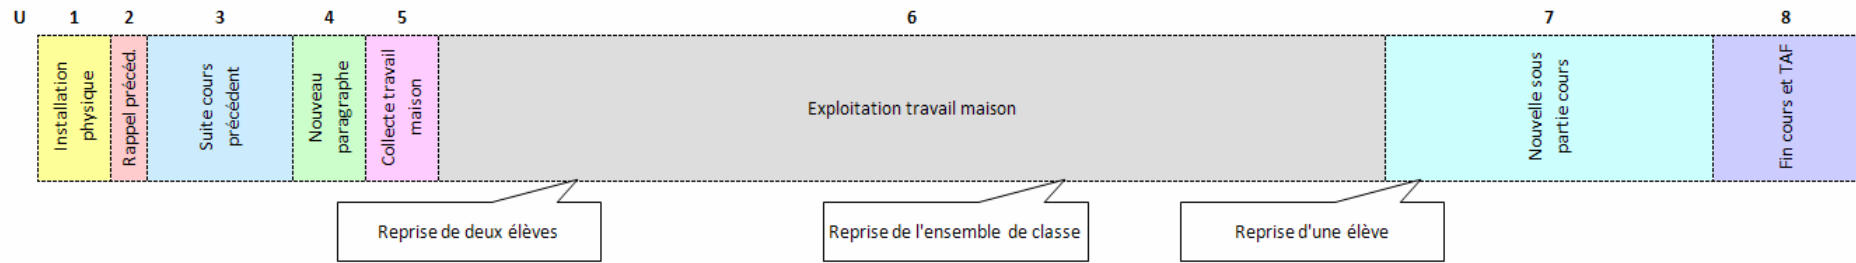 U 1 2 3 4 5 6 7 8
Installation
physique
Rappel précéd.
Suite cours
précédent
Nouveau
paragraphe
Collecte travail
maison
Exploitation travail maison
Nouvelle sous
partie cours
Fin cours et TAF
Reprise de deux élèves
Reprise de l'ensemble de classe
Reprise d'une élève